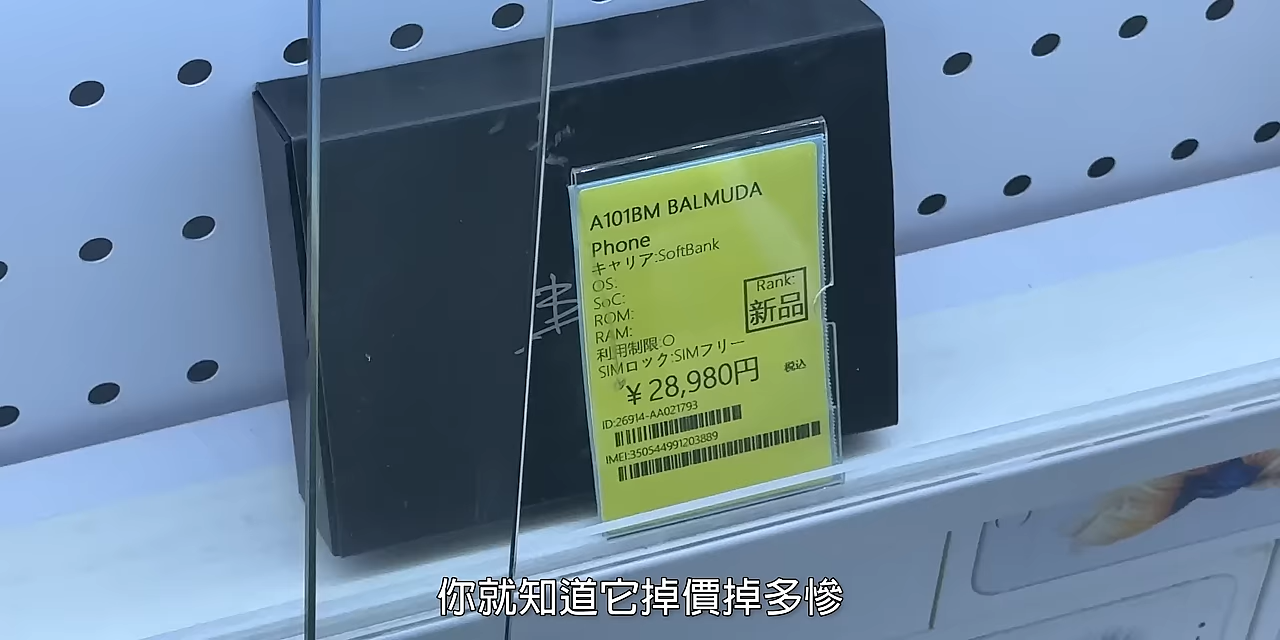 A101BM BALMUDA
Phone
キャリア:SoftBank
OS:
SoC:
ROM:
RAM:
利用制限:○
SIMロック:SIMフリー
Rank:
新品
¥28,980円 税込
ID:26914-AA021793
IMEI:350544991203889
你就知道它掉價掉多慘